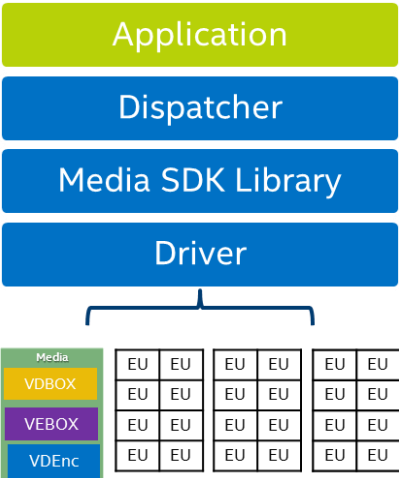 Application
Dispatcher
Media SDK Library
Driver
Media
VDBOX
VEBOX
VDEnc
EU EU
EU EU
EU EU
EU EU
EU EU
EU EU
EU EU
EU EU
EU EU
EU EU
EU EU
EU EU